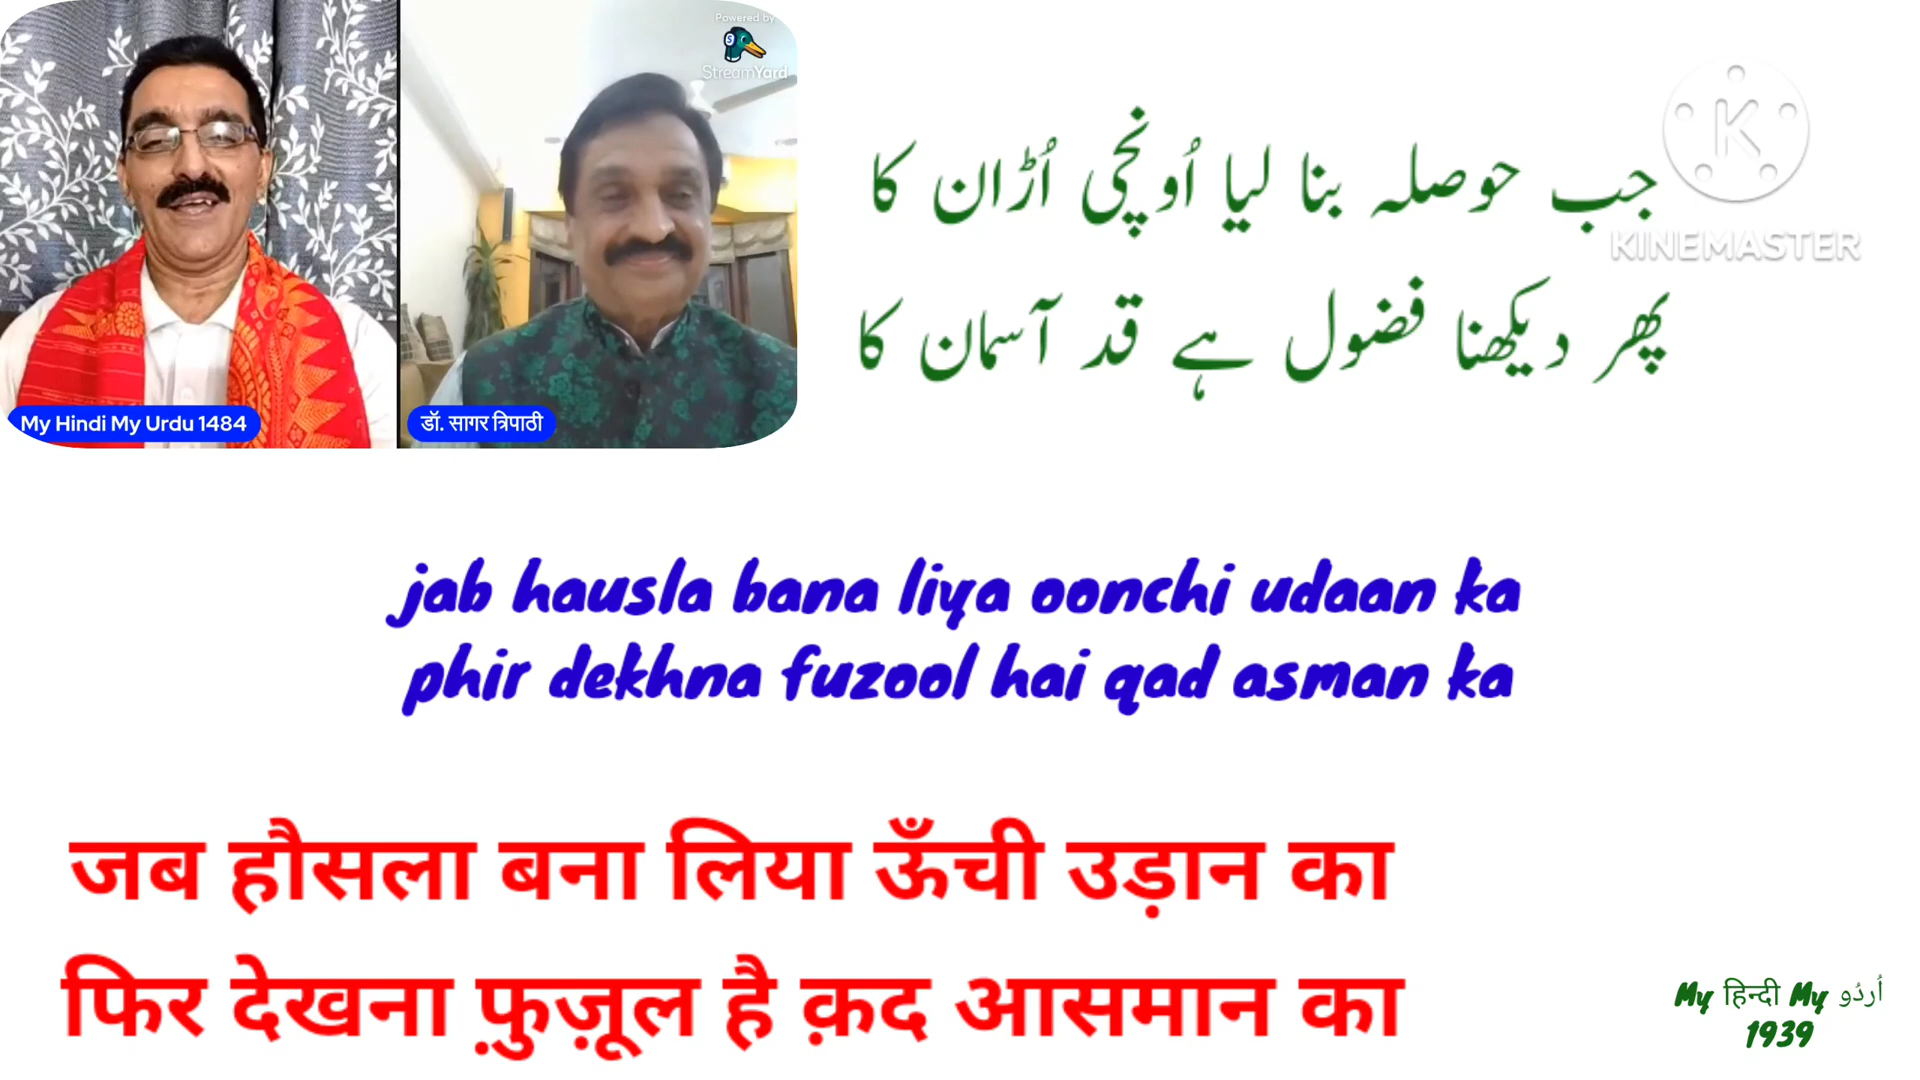 Powered by
StreamYard
My Hindi My Urdu 1484
डॉ. सागर त्रिपाठी
جب حوصلہ بنا لیا اُونچی اُڑان کا
پھر دیکھنا فضول ہے قد آسمان کا
K
KINEMASTER
jab hausla bana liya oonchi udaan ka
phir dekhna fuzool hai qad asman ka
जब हौसला बना लिया ऊँची उड़ान का
फिर देखना फ़ुज़ूल है क़द आसमान का
My हिन्दी My اُردُو
1939